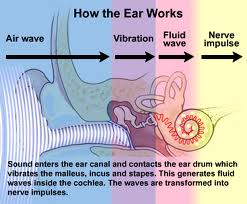 How the Ear Works
Air wave
Vibration
Fluid
wave
Nerve
impulse
Sound enters the ear canal and contacts the ear drum which
vibrates the malleus, incus and stapes. This generates fluid
waves inside the cochlea. The waves are transformed into
nerve impulses.